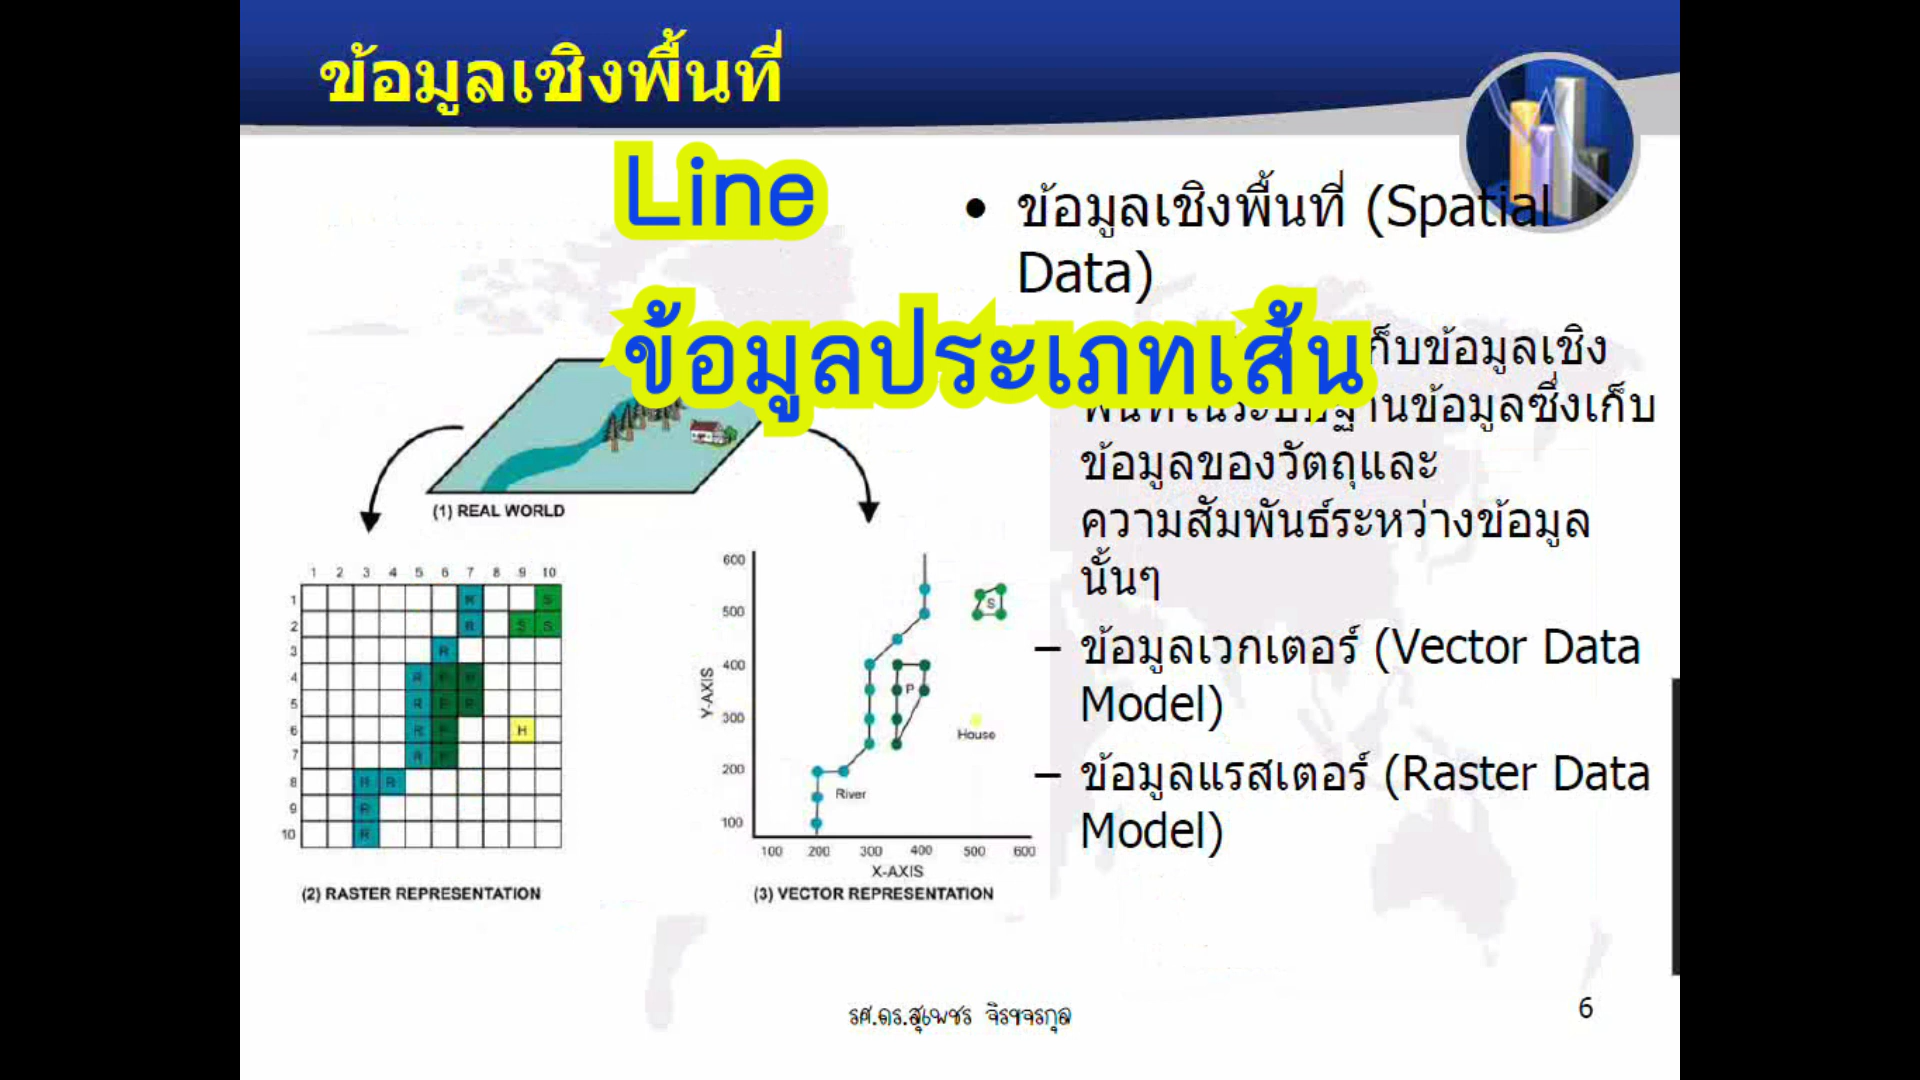 ข้อมูลเชิงพื้นที่
Line
ข้อมูลประเภทเส้น
• ข้อมูลเชิงพื้นที่ (Spatial
Data)
ก็บข้อมูลเชิง
พื้นที่ในระบบฐานข้อมูลซึ่งเก็บ
ข้อมูลของวัตถุและ
ความสัมพันธ์ระหว่างข้อมูล
นั้นๆ
– ข้อมูลเวกเตอร์ (Vector Data
Model)
– ข้อมูลแรสเตอร์ (Raster Data
Model)
(1) REAL WORLD
1 2 3 4 5 6 7 8 9 10
1 R S
2 R S S
3 R
4 R P P
5 R P P
6 R P H
7 R P
8 R R
9 R
10 R
(2) RASTER REPRESENTATION
600
500
400
300
200
100
Y-AXIS
S
P
House
River
100 200 300 400 500 600
X-AXIS
(3) VECTOR REPRESENTATION
รศ.ดร.สุเพชร จิรขจรกุล
6